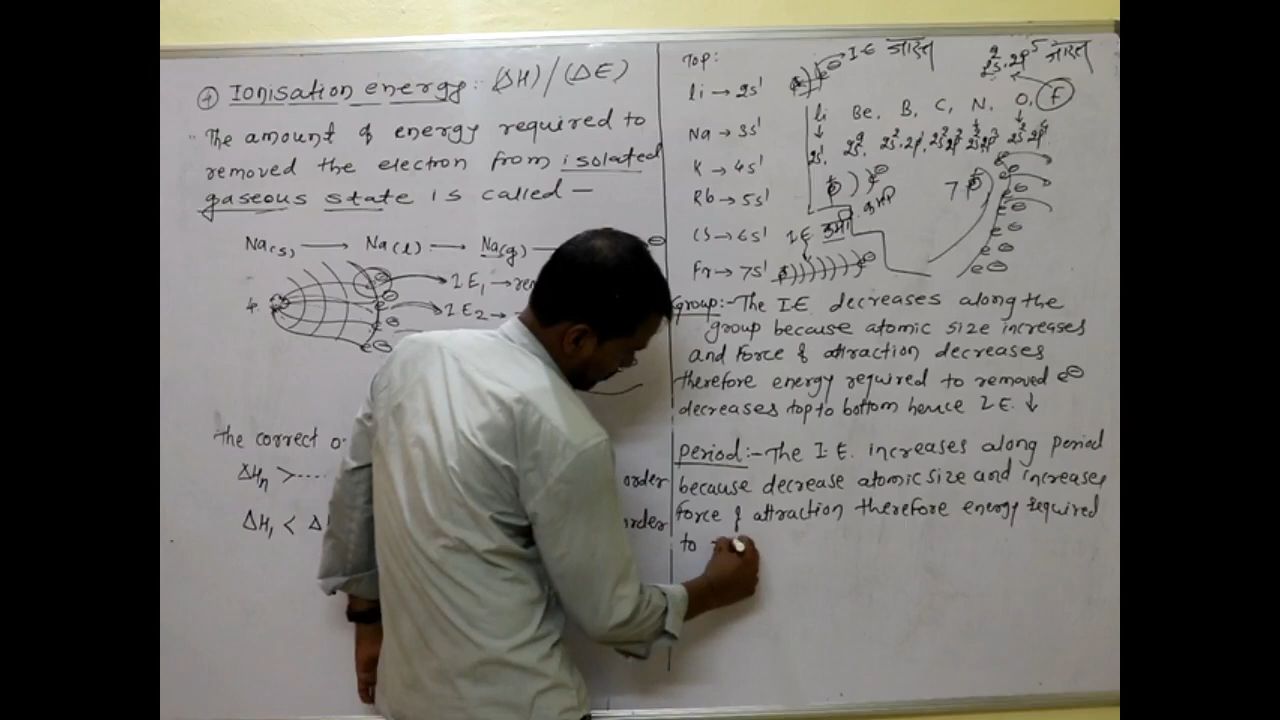 ④ Ionisation energy: (ΔH)/(ΔE)
"The amount of energy required to
removed the electron from isolated
gaseous state is called —
Na(s) → Na(l) → Na(g) —
IE₁ →
IE₂ →
The correct o
ΔHₙ >---- order
ΔH₁ < Δ order
Top:
li → 2s¹
Na → 3s¹
K → 4s¹
Rb → 5s¹
Cs → 6s¹
Fr → 7s¹
I·E जास्त
2s² 2p⁵ जास्त
li Be, B, C, N, O, F
I.E कमी
Group:- The I.E decreases along the
group because atomic size increases
and Force of attraction decreases
therefore energy required to removed e⊖
decreases top to bottom hence I.E. ↓
period:- The I.E. increases along period
because decrease atomic size and increases
force of attraction therefore energy required
to